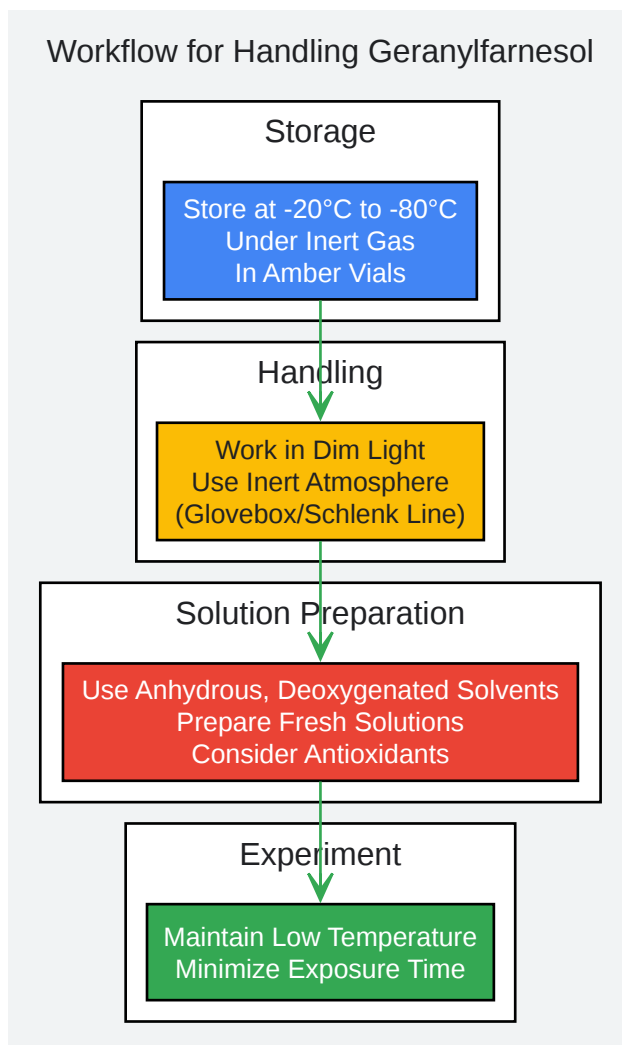 Workflow for Handling Geranylfarnesol
Storage
Store at -20°C to -80°C
Under Inert Gas
In Amber Vials
Handling
Work in Dim Light
Use Inert Atmosphere
(Glovebox/Schlenk Line)
Solution Preparation
Use Anhydrous, Deoxygenated Solvents
Prepare Fresh Solutions
Consider Antioxidants
Experiment
Maintain Low Temperature
Minimize Exposure Time